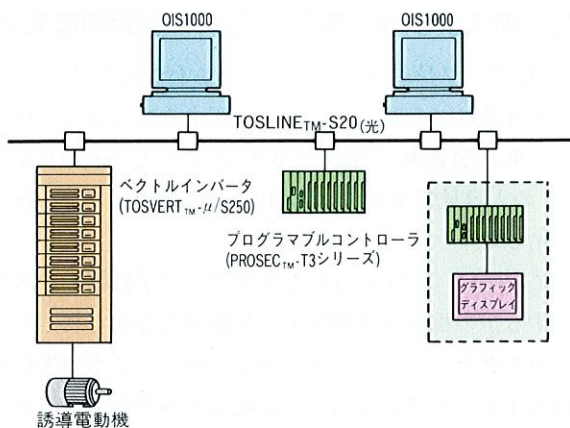 OIS1000
OIS1000
TOSLINE™-S20(光)
ベクトルインバータ
(TOSVERT™-μ/S250)
プログラマブルコントローラ
(PROSEC™-T3シリーズ)
グラフィック
ディスプレイ
誘導電動機